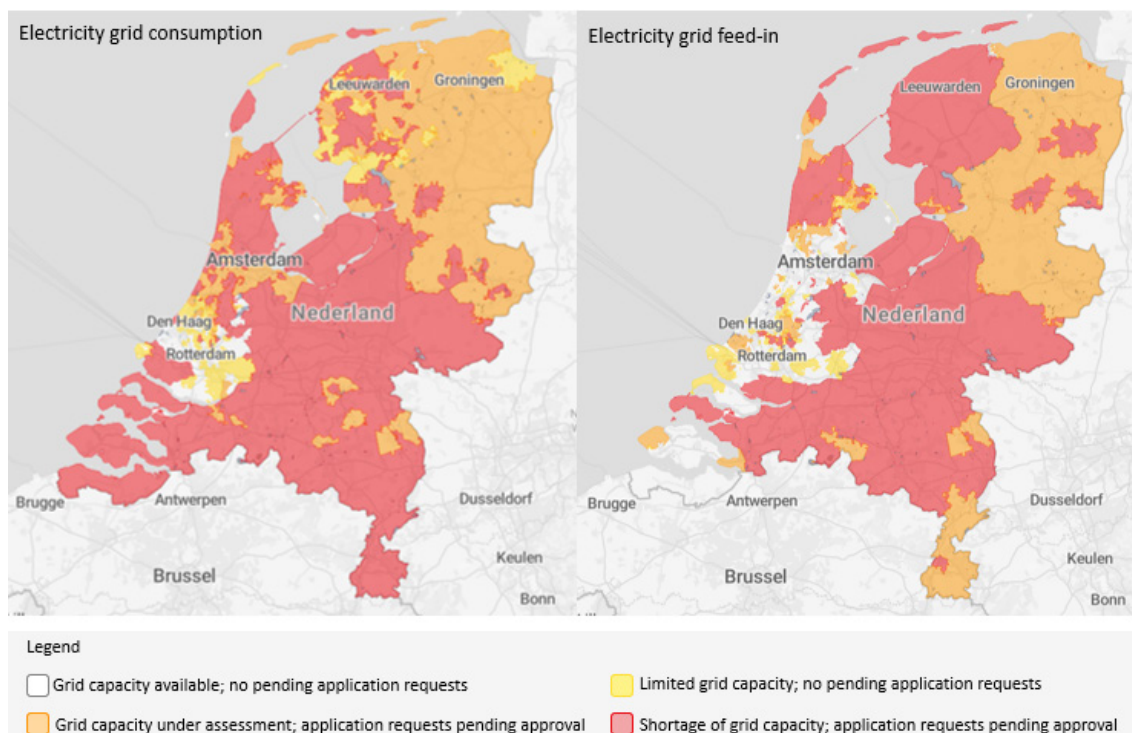 Electricity grid consumption
Leeuwarden
Groningen
Amsterdam
Nederland
Den Haag
Rotterdam
Brugge
Antwerpen
Dusseldorf
Keulen
Brussel
Bonn
Electricity grid feed-in
Leeuwarden
Groningen
Amsterdam
Nederland
Den Haag
Rotterdam
Brugge
Antwerpen
Dusseldorf
Keulen
Brussel
Bonn
Legend
Grid capacity available; no pending application requests
Limited grid capacity; no pending application requests
Grid capacity under assessment; application requests pending approval
Shortage of grid capacity; application requests pending approval